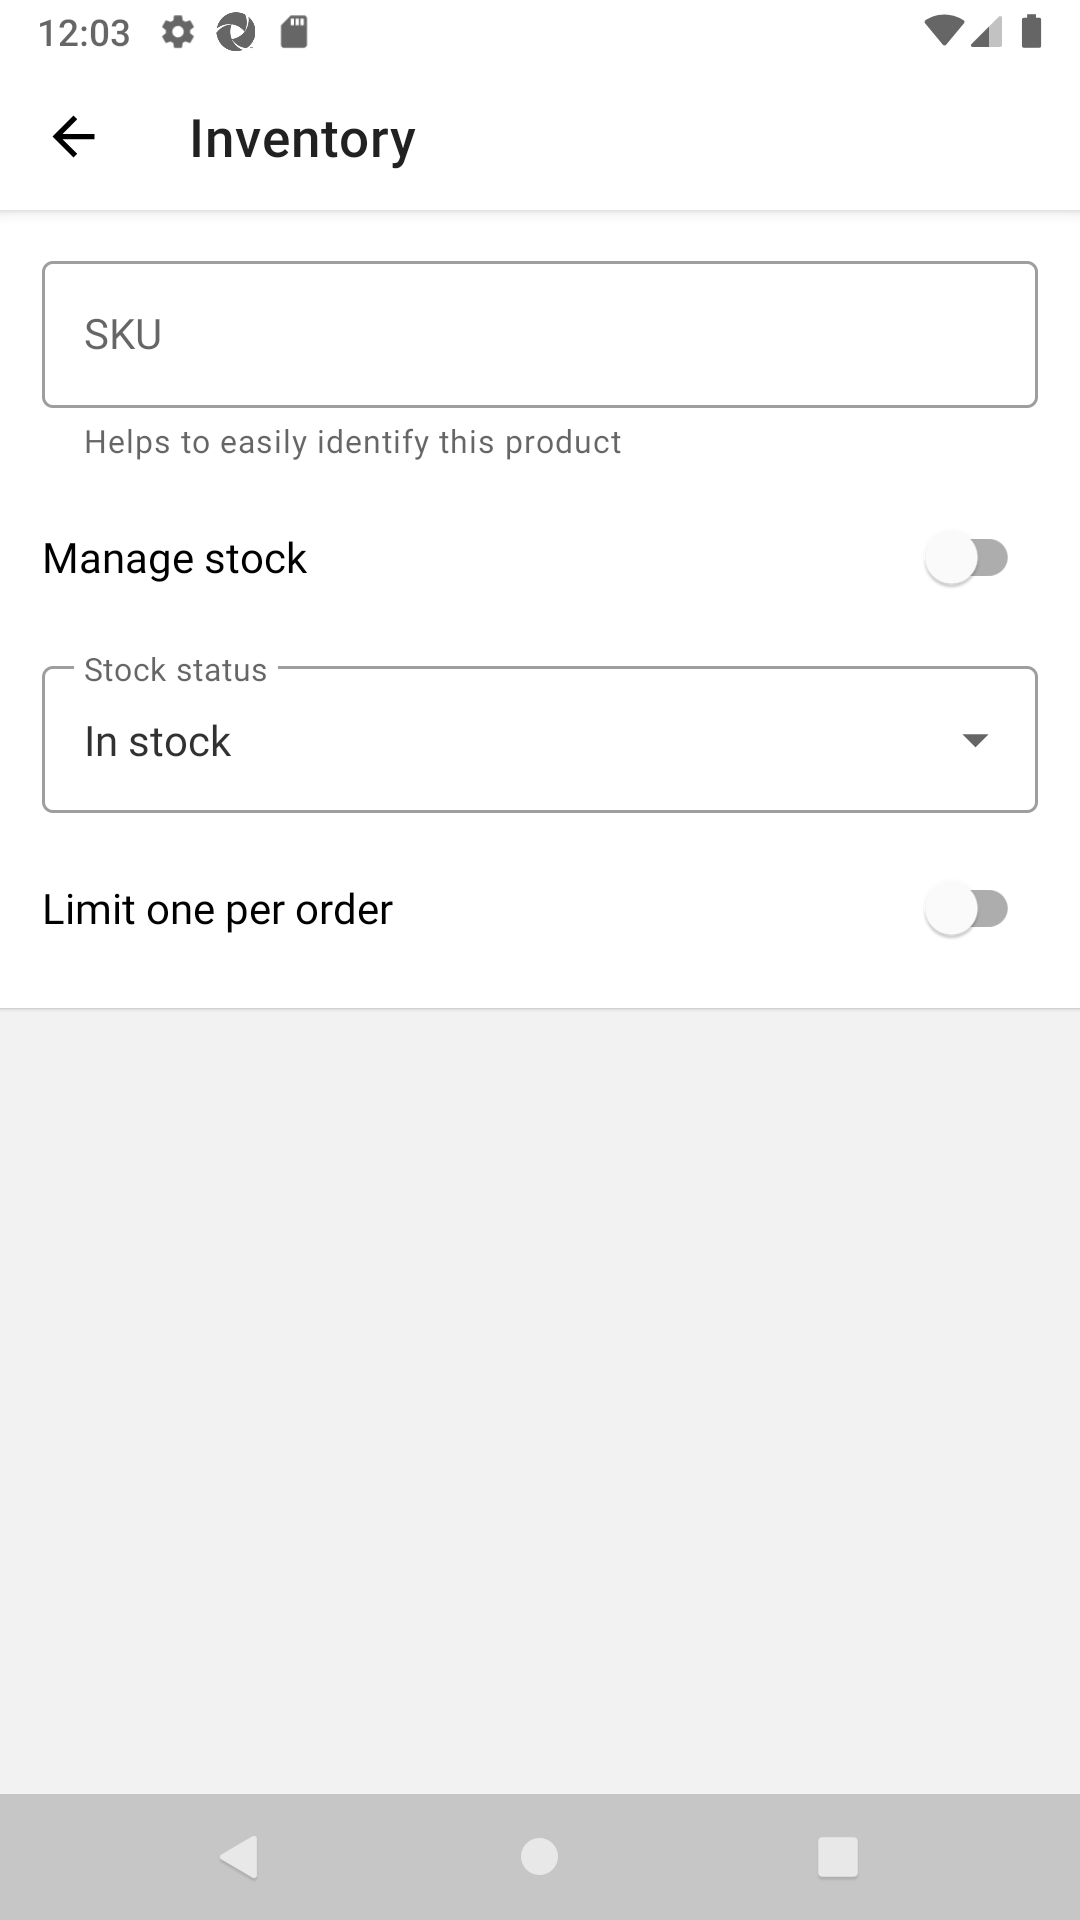 12:03
Inventory
SKU
Helps to easily identify this product
Manage stock
Stock status
In stock
Limit one per order